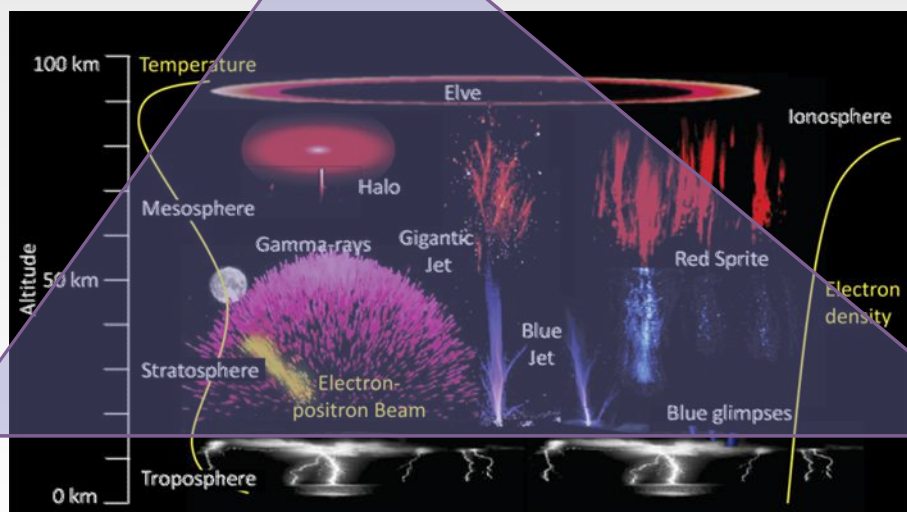 100 km
Temperature
Elve
Ionosphere
Halo
Mesosphere
Gamma-rays
Gigantic
Jet
Red Sprite
Altitude
50 km
Electron
density
Blue
Jet
Stratosphere
Electron-
positron Beam
Blue glimpses
Troposphere
0 km